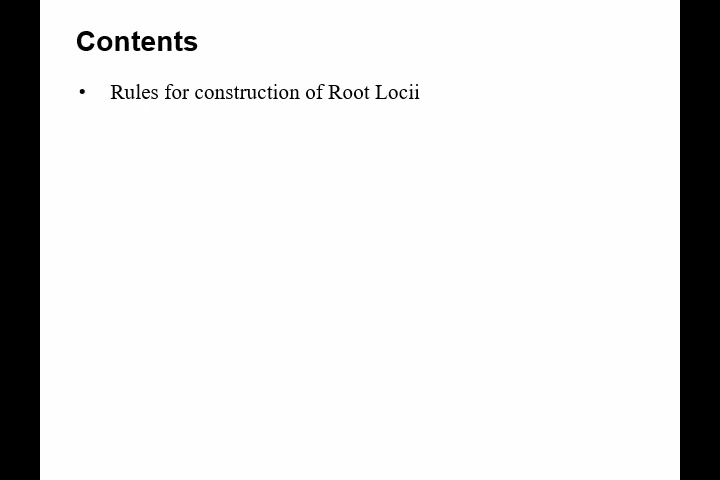 Contents
• Rules for construction of Root Locii